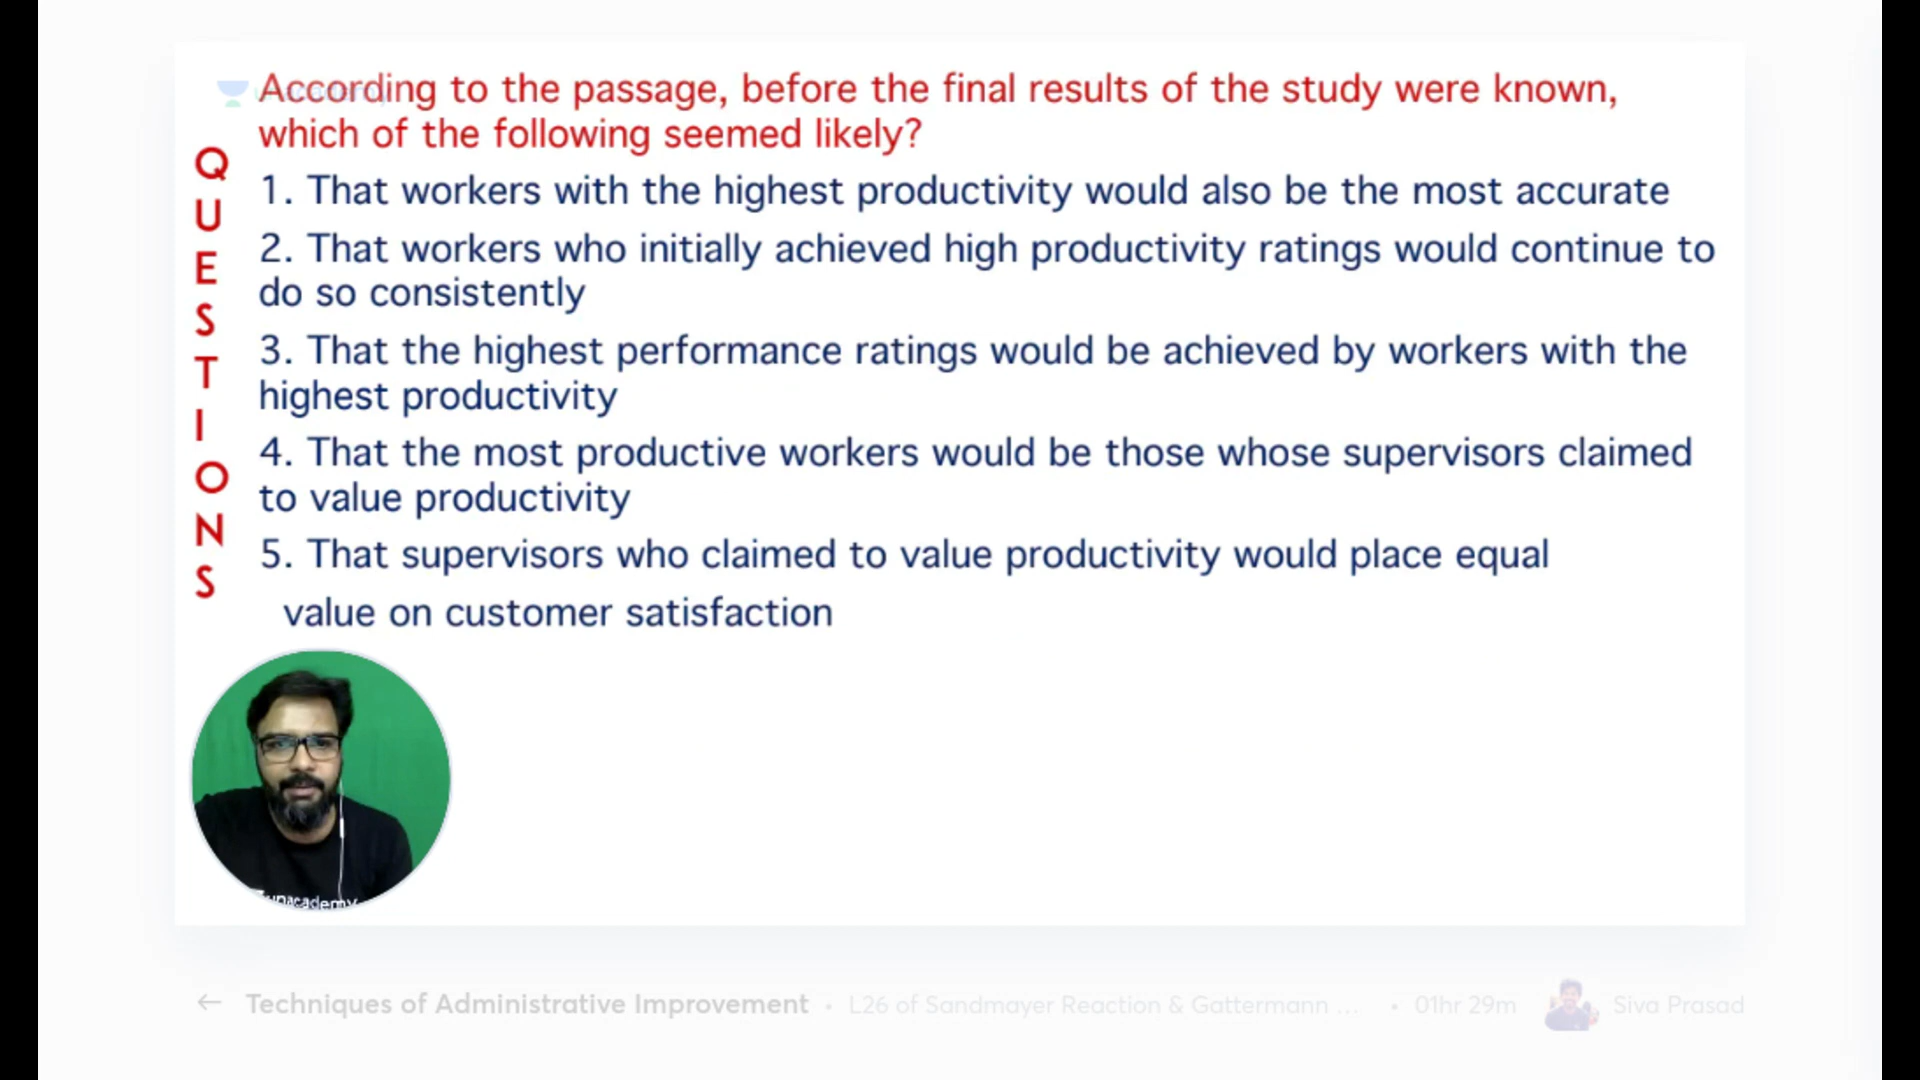 According to the passage, before the final results of the study were known,
which of the following seemed likely?
QUESTIONS
1. That workers with the highest productivity would also be the most accurate
2. That workers who initially achieved high productivity ratings would continue to
do so consistently
3. That the highest performance ratings would be achieved by workers with the
highest productivity
4. That the most productive workers would be those whose supervisors claimed
to value productivity
5. That supervisors who claimed to value productivity would place equal
value on customer satisfaction
unacademy
← Techniques of Administrative Improvement • L26 of Sandmayer Reaction & Gattermann ... • 01hr 29m Siva Prasad